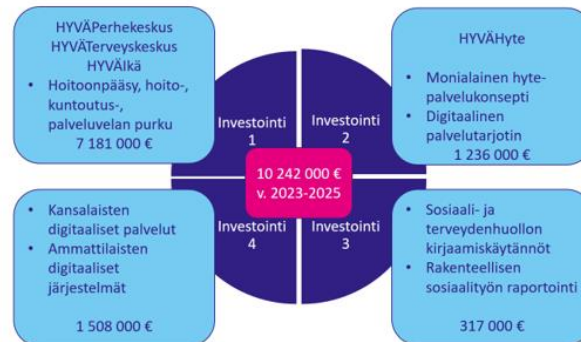 HYVÄPerhekeskus
HYVÄTerveyskeskus
HYVÄIkä
• Hoitoonpääsy, hoito-,
kuntoutus-,
palveluvelan purku
7 181 000 €
HYVÄHyte
• Monialainen hyte-
palvelukonsepti
• Digitaalinen
palvelutarjotin
1 236 000 €
Investointi
1
Investointi
2
10 242 000 €
v. 2023-2025
Investointi
4
Investointi
3
• Kansalaisten
digitaaliset palvelut
• Ammattilaisten
digitaaliset
järjestelmät
1 508 000 €
• Sosiaali- ja
terveydenhuollon
kirjaamiskäytännöt
• Rakenteellisen
sosiaalityön raportointi
317 000 €